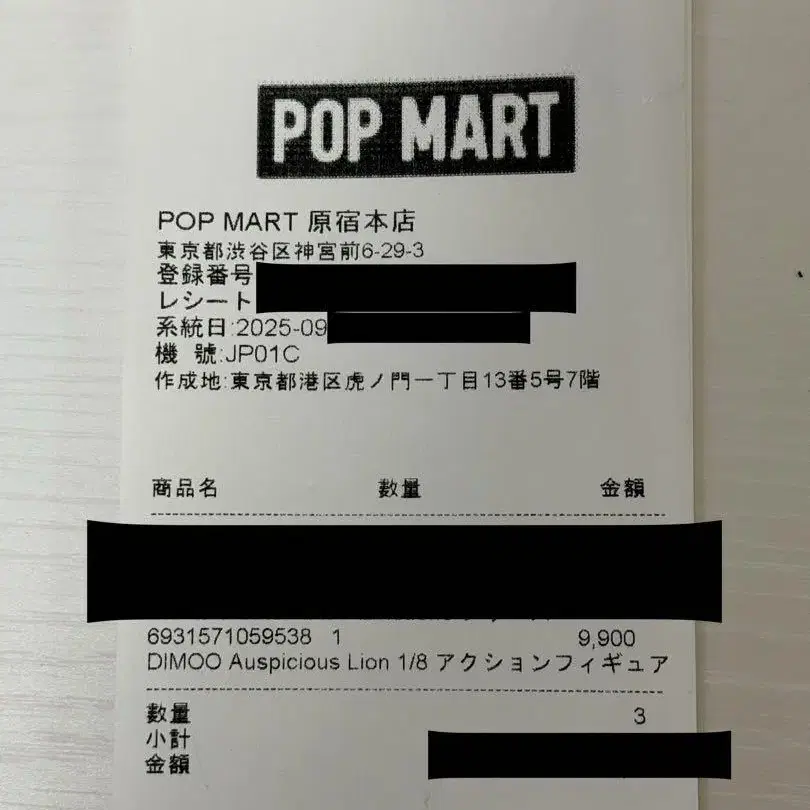 POP MART
POP MART 原宿本店
東京都渋谷区神宮前6-29-3
登録番号
レシート
系統日:2025-09
機 號:JP01C
作成地:東京都港区虎ノ門一丁目13番5号7階
商品名 数量 金額
6931571059538 1 9,900
DIMOO Auspicious Lion 1/8 アクションフィギュア
數量 3
小計
金額